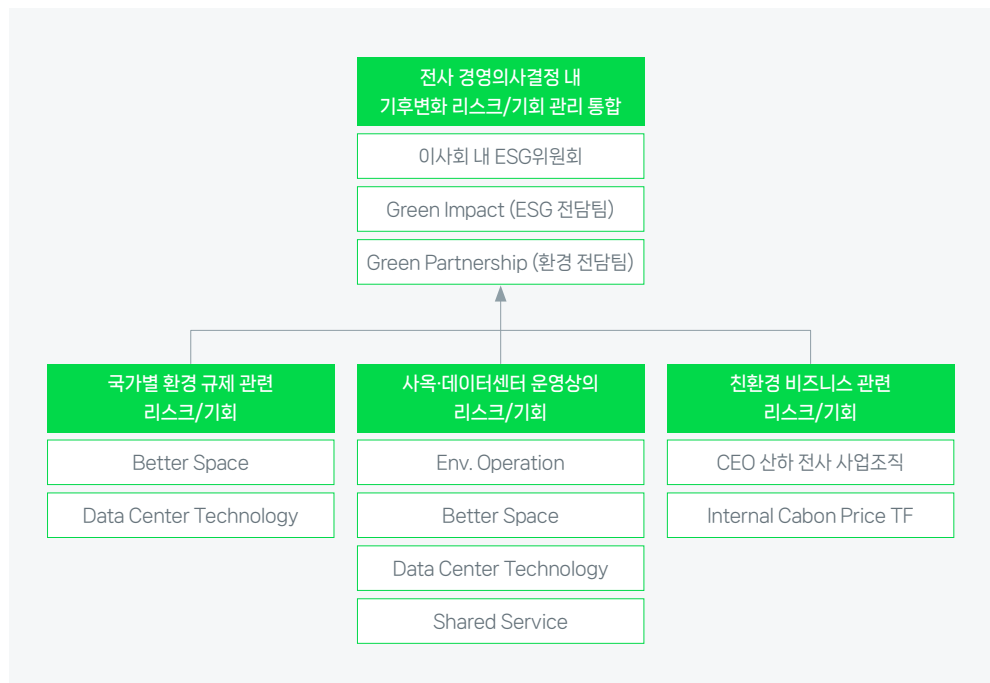 전사 경영의사결정 내
기후변화 리스크/기회 관리 통합
이사회 내 ESG위원회
Green Impact (ESG 전담팀)
Green Partnership (환경 전담팀)
국가별 환경 규제 관련
리스크/기회
Better Space
Data Center Technology
사옥·데이터센터 운영상의
리스크/기회
Env. Operation
Better Space
Data Center Technology
Shared Service
친환경 비즈니스 관련
리스크/기회
CEO 산하 전사 사업조직
Internal Cabon Price TF